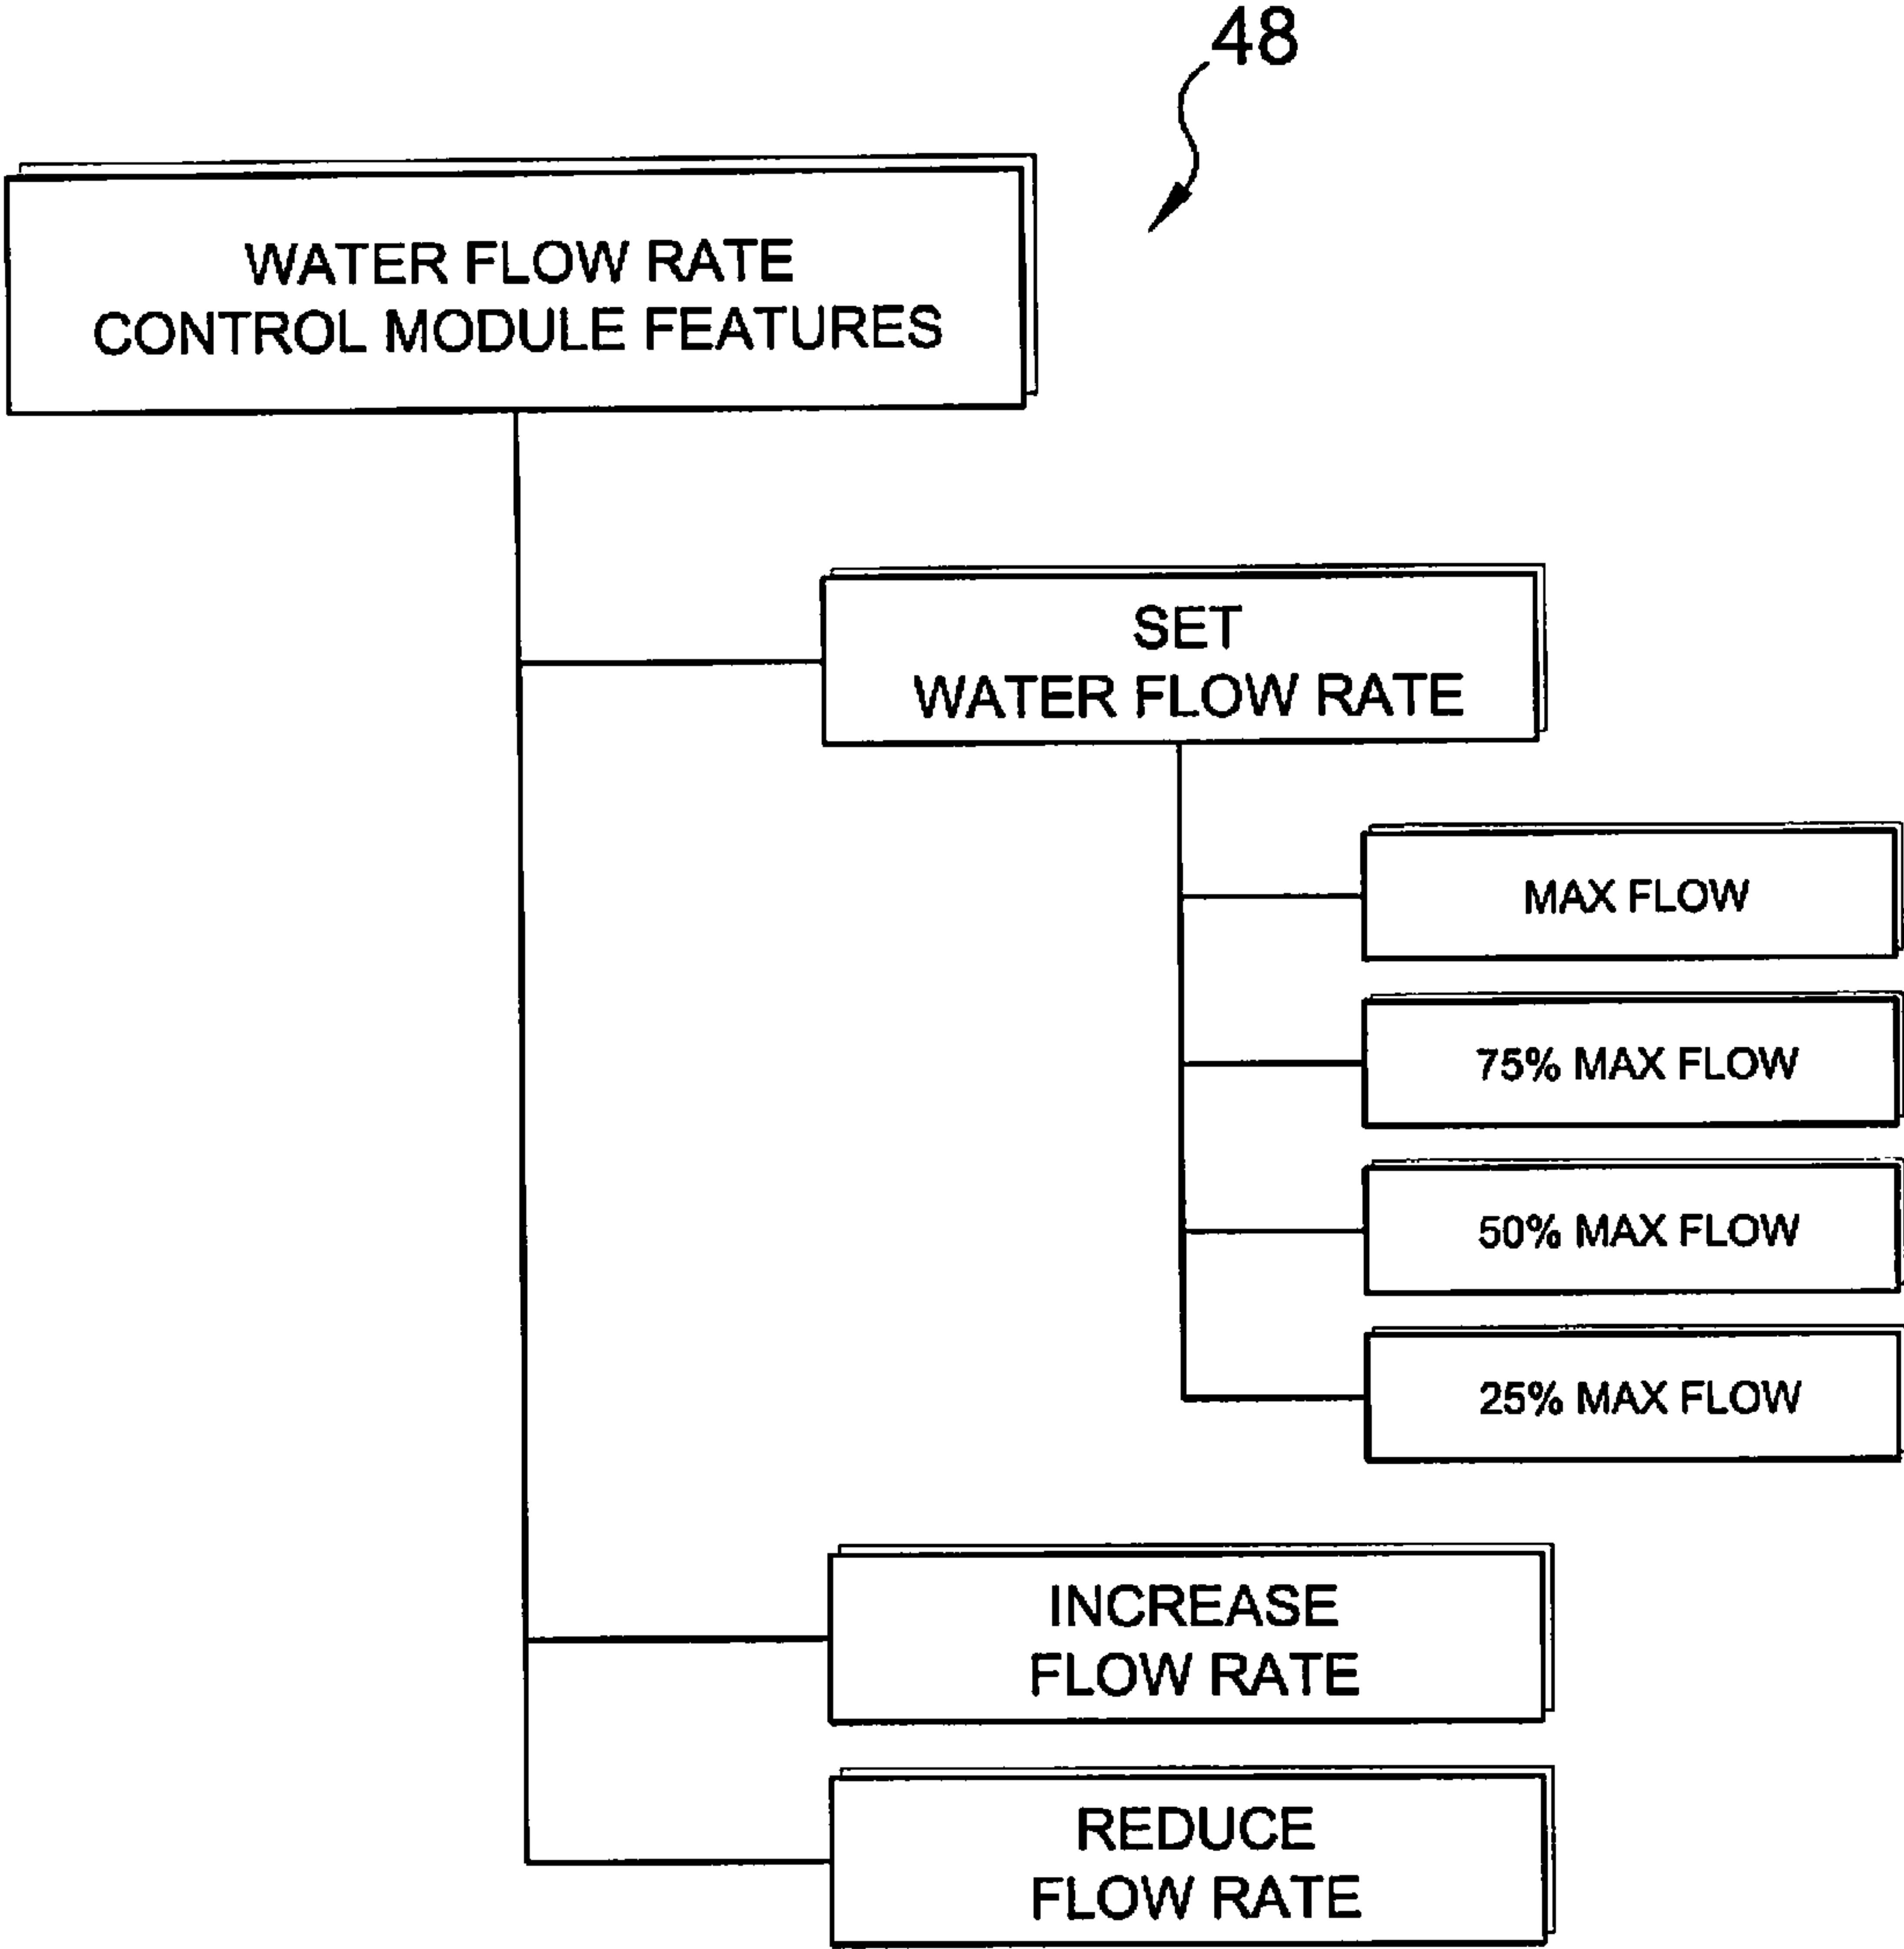 48
WATER FLOW RATE
CONTROL MODULE FEATURES
SET
WATER FLOW RATE
MAX FLOW
75% MAX FLOW
50% MAX FLOW
25% MAX FLOW
INCREASE
FLOW RATE
REDUCE
FLOW RATE